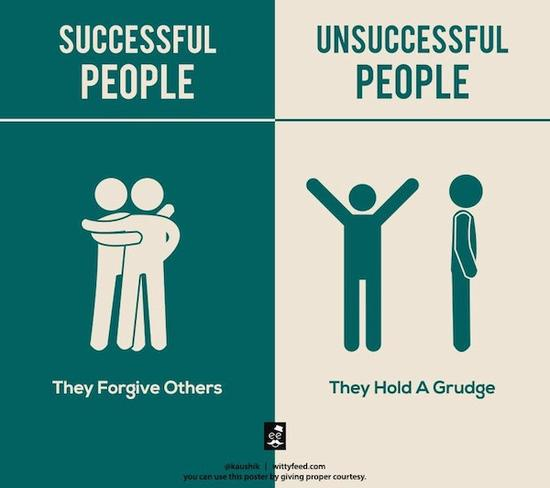 SUCCESSFUL
PEOPLE
UNSUCCESSFUL
PEOPLE
They Forgive Others
They Hold A Grudge
@kaushik | wittyfeed.com
you can use this poster by giving proper courtesy.